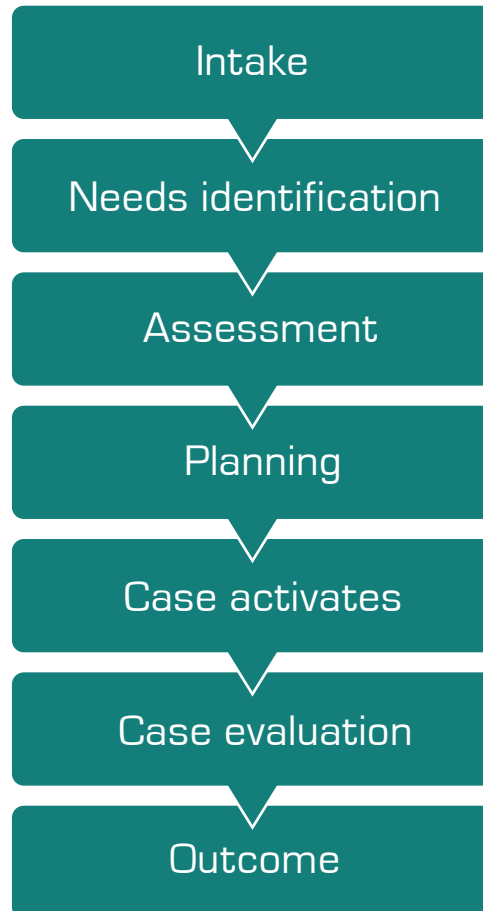 Intake
Needs identification
Assessment
Planning
Case activates
Case evaluation
Outcome